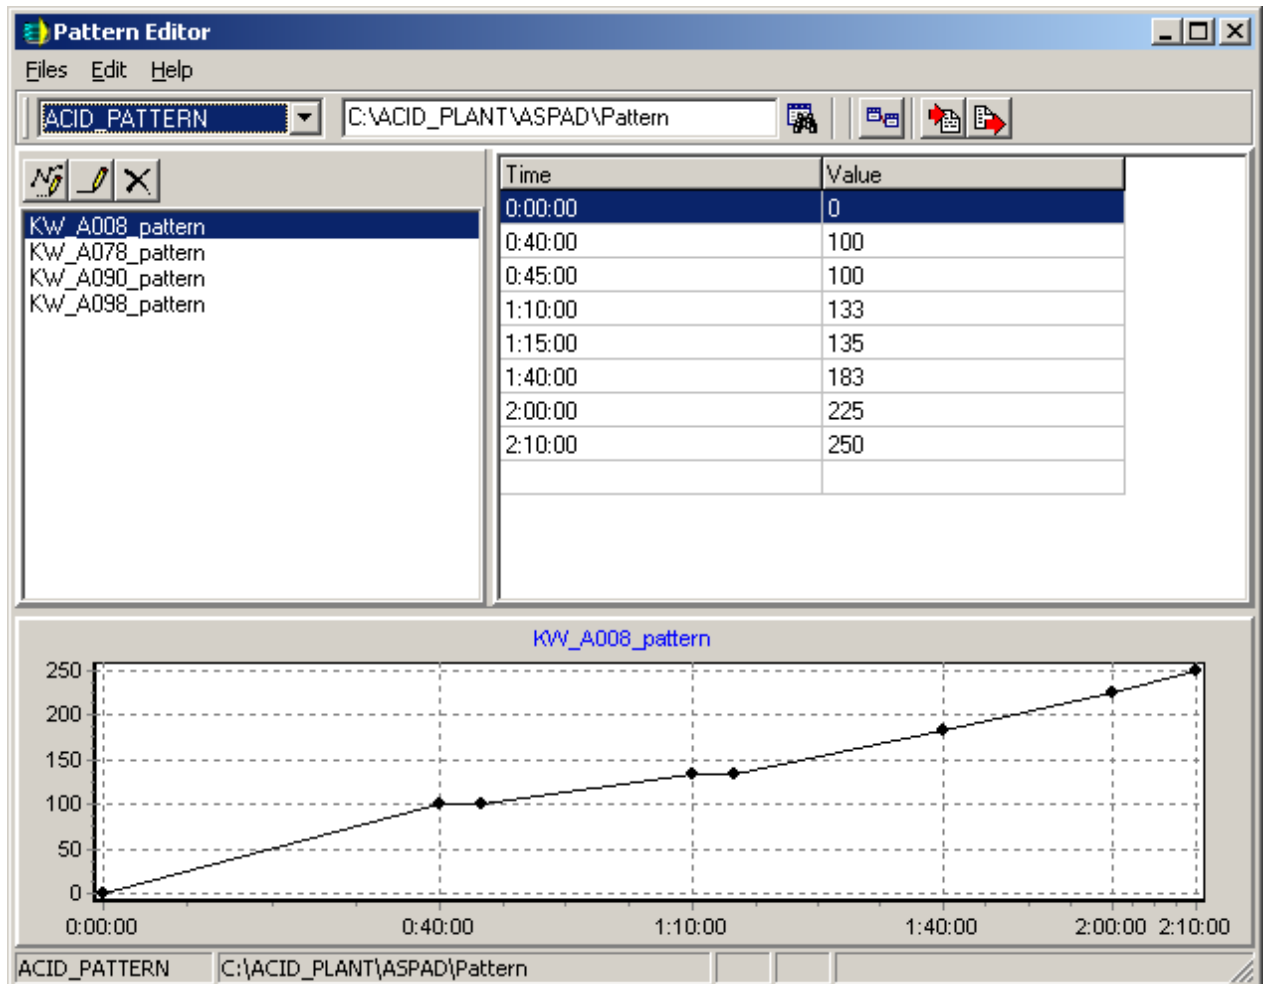 Pattern Editor
Files Edit Help
ACID_PATTERN C:\ACID_PLANT\ASPAD\Pattern
KW_A008_pattern
KW_A078_pattern
KW_A090_pattern
KW_A098_pattern
Time Value
0:00:00 0
0:40:00 100
0:45:00 100
1:10:00 133
1:15:00 135
1:40:00 183
2:00:00 225
2:10:00 250
KW_A008_pattern
250
200
150
100
50
0
0:00:00 0:40:00 1:10:00 1:40:00 2:00:00 2:10:00
ACID_PATTERN C:\ACID_PLANT\ASPAD\Pattern